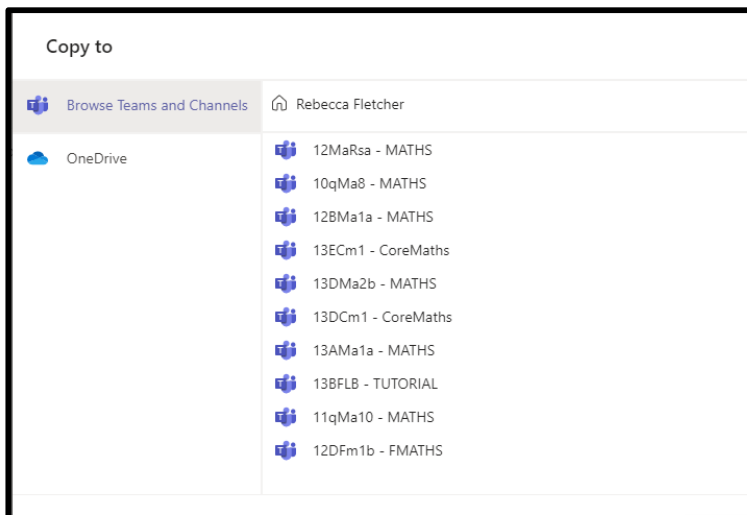 Copy to
Browse Teams and Channels
OneDrive
Rebecca Fletcher
12MaRsa - MATHS
10qMa8 - MATHS
12BMa1a - MATHS
13ECm1 - CoreMaths
13DMa2b - MATHS
13DCm1 - CoreMaths
13AMa1a - MATHS
13BFLB - TUTORIAL
11qMa10 - MATHS
12DFm1b - FMATHS